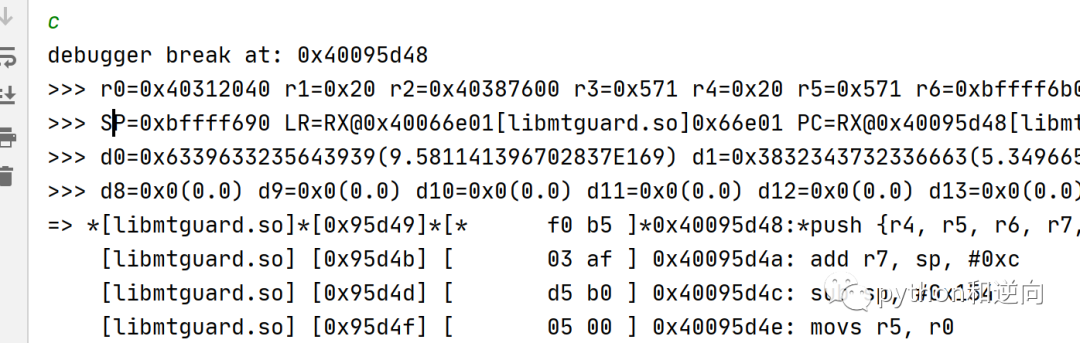 c
debugger break at: 0x40095d48
>>> r0=0x40312040 r1=0x20 r2=0x40387600 r3=0x571 r4=0x20 r5=0x571 r6=0xbffff6b0
>>> SP=0xbffff690 LR=RX@0x40066e01[libmtguard.so]0x66e01 PC=RX@0x40095d48[libmt
>>> d0=0x6339633235643939(9.581141396702837E169) d1=0x3832343732336663(5.349665
>>> d8=0x0(0.0) d9=0x0(0.0) d10=0x0(0.0) d11=0x0(0.0) d12=0x0(0.0) d13=0x0(0.0)
=> *[libmtguard.so]*[0x95d49]*[*      f0 b5 ]*0x40095d48:*push {r4, r5, r6, r7,
[libmtguard.so] [0x95d4b] [      03 af ] 0x40095d4a: add r7, sp, #0xc
[libmtguard.so] [0x95d4d] [      d5 b0 ] 0x40095d4c: sub sp, #0x154
[libmtguard.so] [0x95d4f] [      05 00 ] 0x40095d4e: movs r5, r0
python和逆向